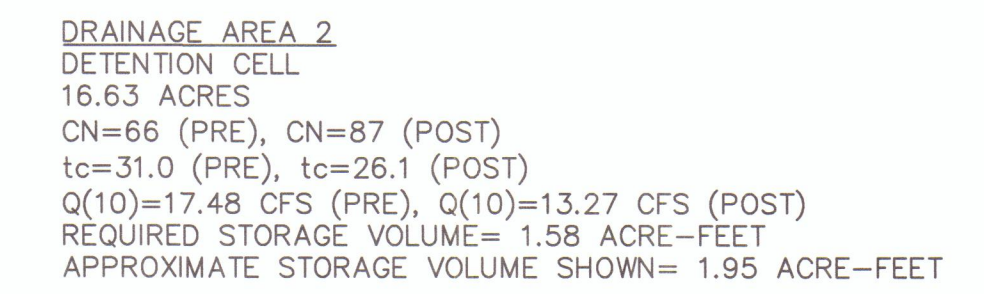 DRAINAGE AREA 2
DETENTION CELL
16.63 ACRES
CN=66 (PRE), CN=87 (POST)
tc=31.0 (PRE), tc=26.1 (POST)
Q(10)=17.48 CFS (PRE), Q(10)=13.27 CFS (POST)
REQUIRED STORAGE VOLUME= 1.58 ACRE-FEET
APPROXIMATE STORAGE VOLUME SHOWN= 1.95 ACRE-FEET